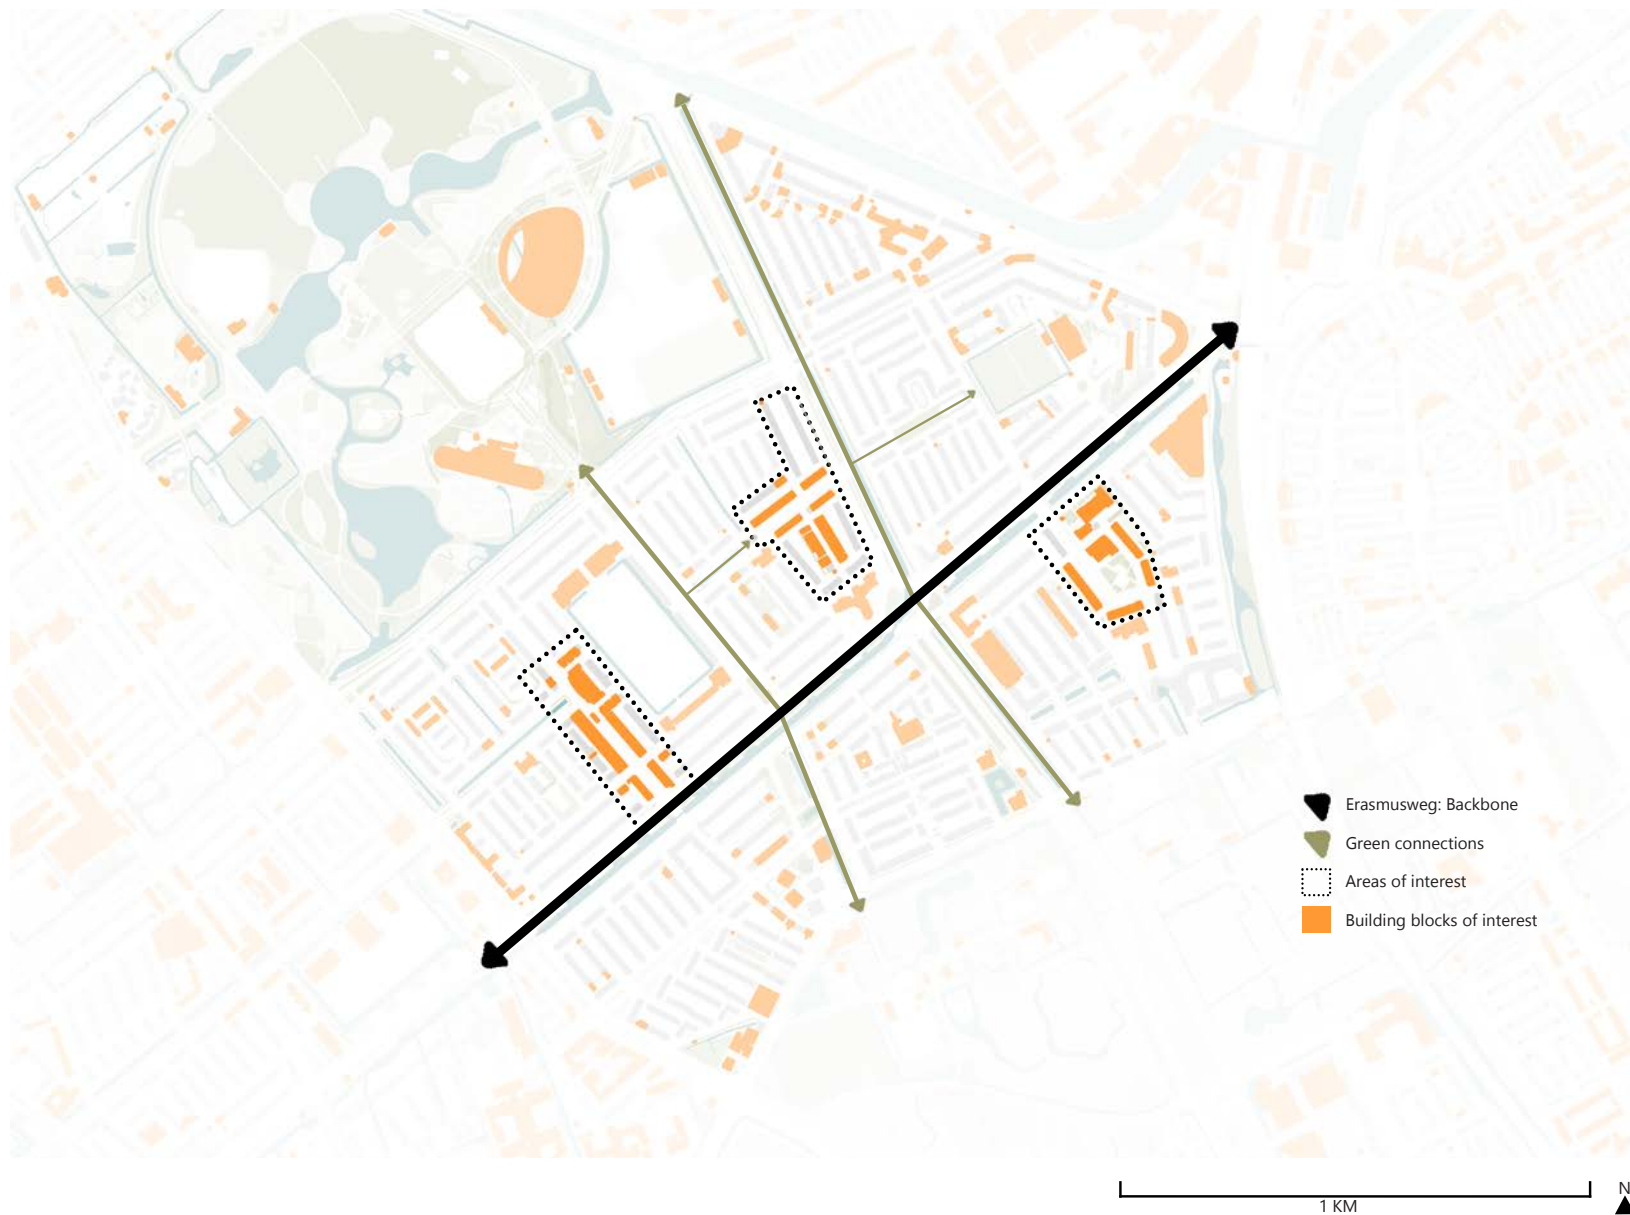 Erasmusweg: Backbone
Green connections
Areas of interest
Building blocks of interest
1 KM
N